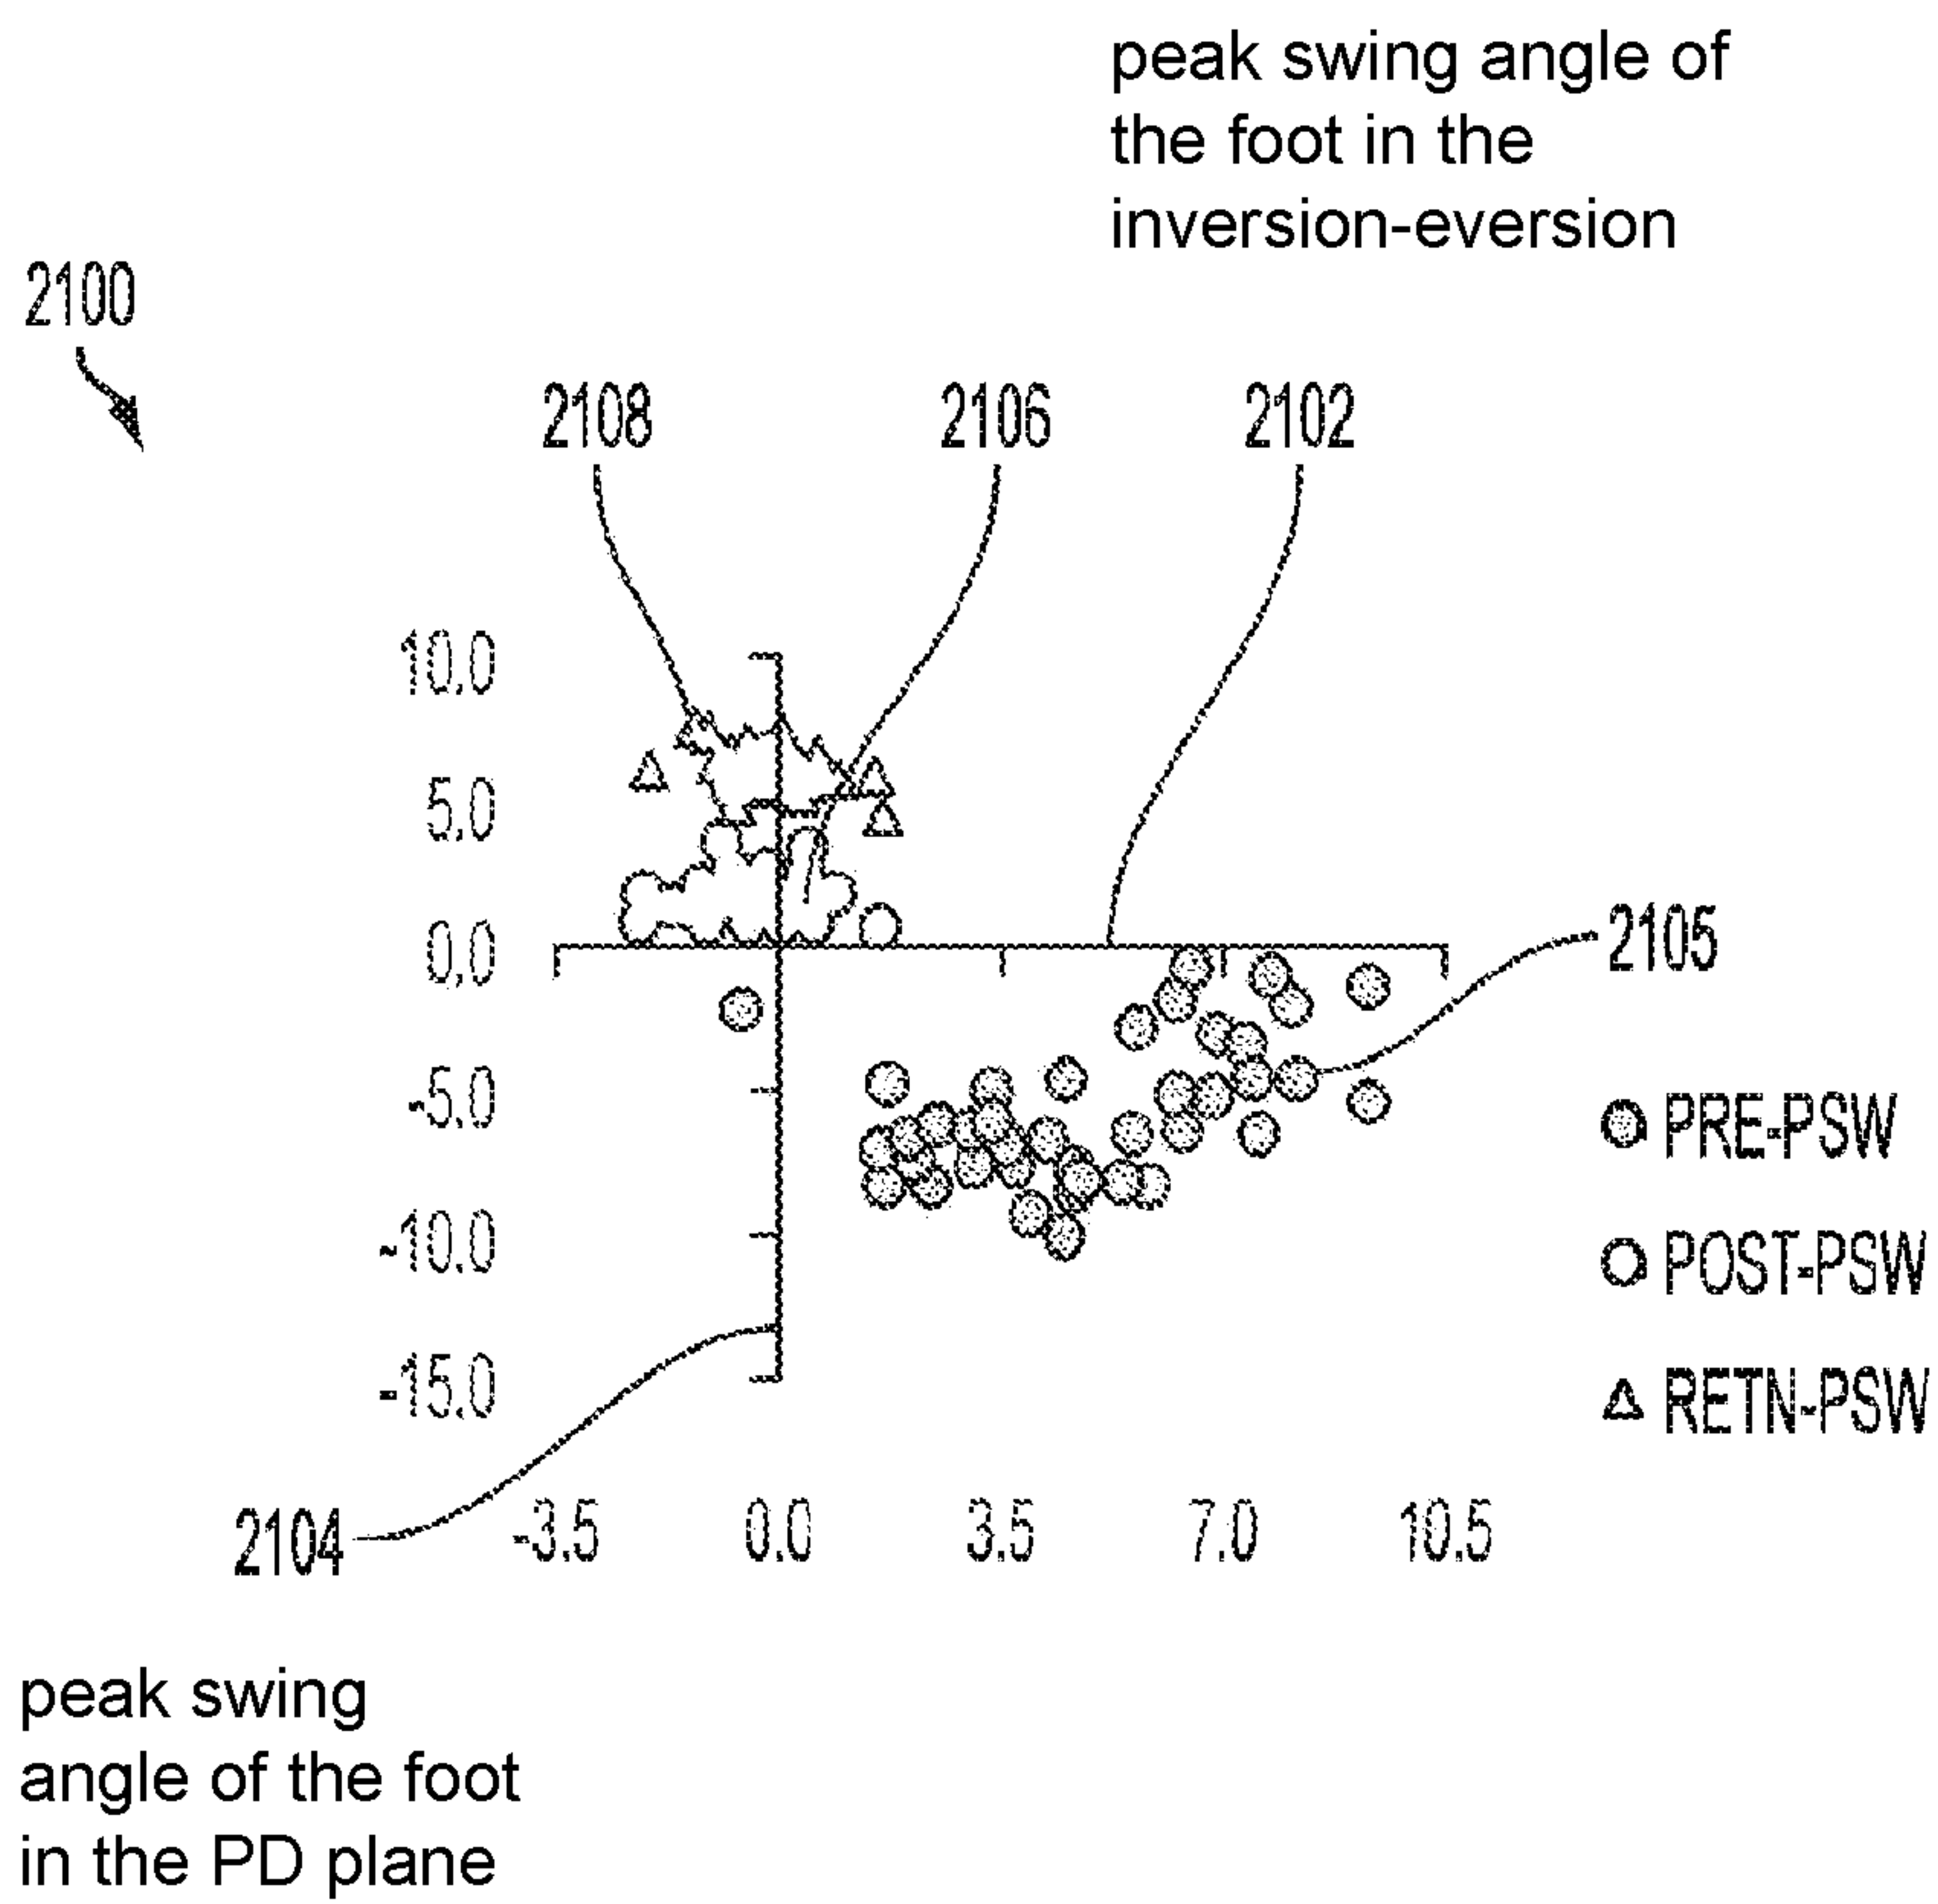 peak swing angle of
the foot in the
inversion-eversion
2100
2108 2106 2102
10.0
5.0
0.0
2105
-5.0
PRE-PSW
-10.0
POST-PSW
-15.0
RETN-PSW
2104
-3.5 0.0 3.5 7.0 10.5
peak swing
angle of the foot
in the PD plane